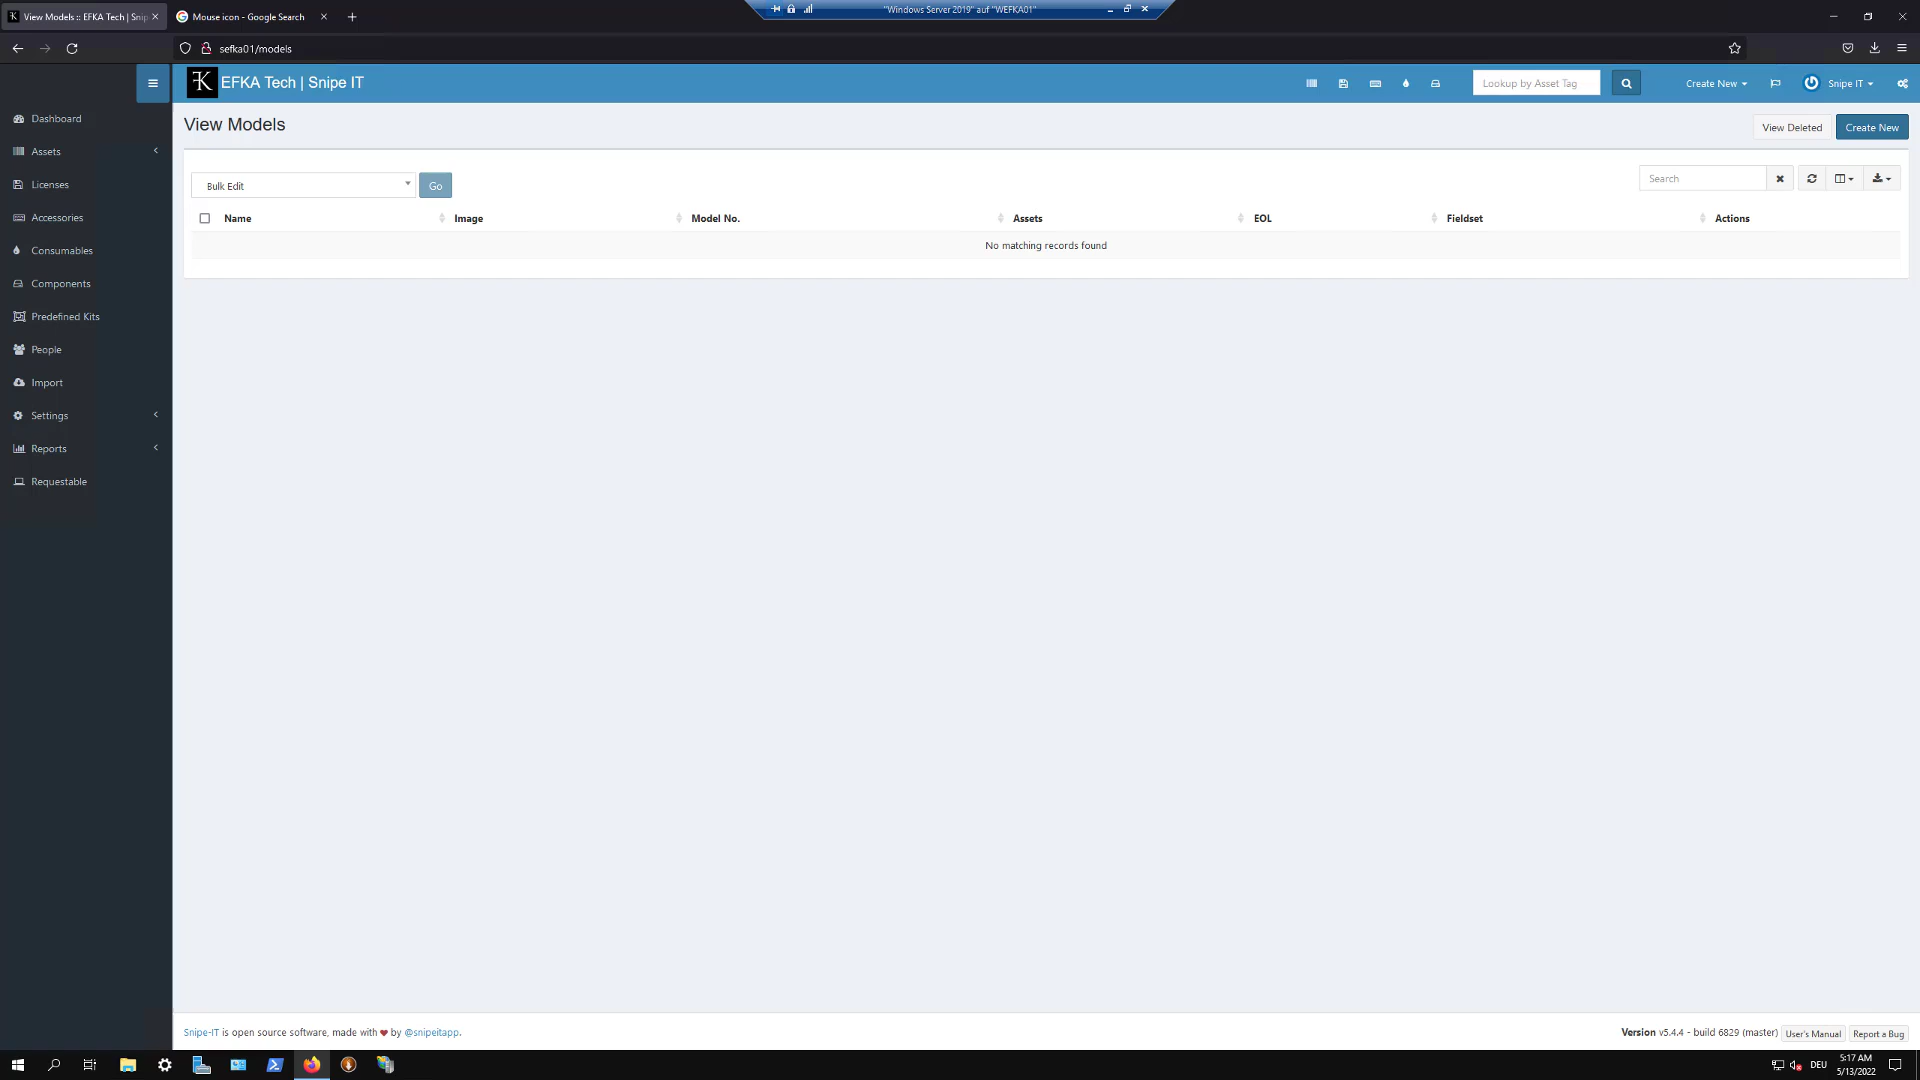 View Models :: EFKA Tech | Snip
Mouse icon - Google Search
"Windows Server 2019" auf "WEFKA01"
sefka01/models
EFKA Tech | Snipe IT
Lookup by Asset Tag
Create New
Snipe IT
Dashboard
Assets
Licenses
Accessories
Consumables
Components
Predefined Kits
People
Import
Settings
Reports
Requestable
View Models
View Deleted
Create New
Bulk Edit
Go
Search
Name Image Model No. Assets EOL Fieldset Actions
No matching records found
Snipe-IT is open source software, made with by @snipeitapp.
Version v5.4.4 - build 6829 (master)
User's Manual
Report a Bug
DEU
5:17 AM
5/13/2022